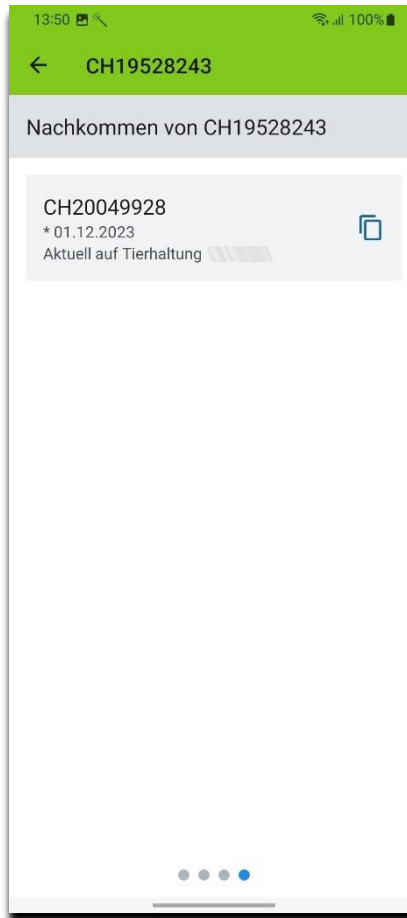 13:50 100%
CH19528243
Nachkommen von CH19528243
CH20049928
* 01.12.2023
Aktuell auf Tierhaltung